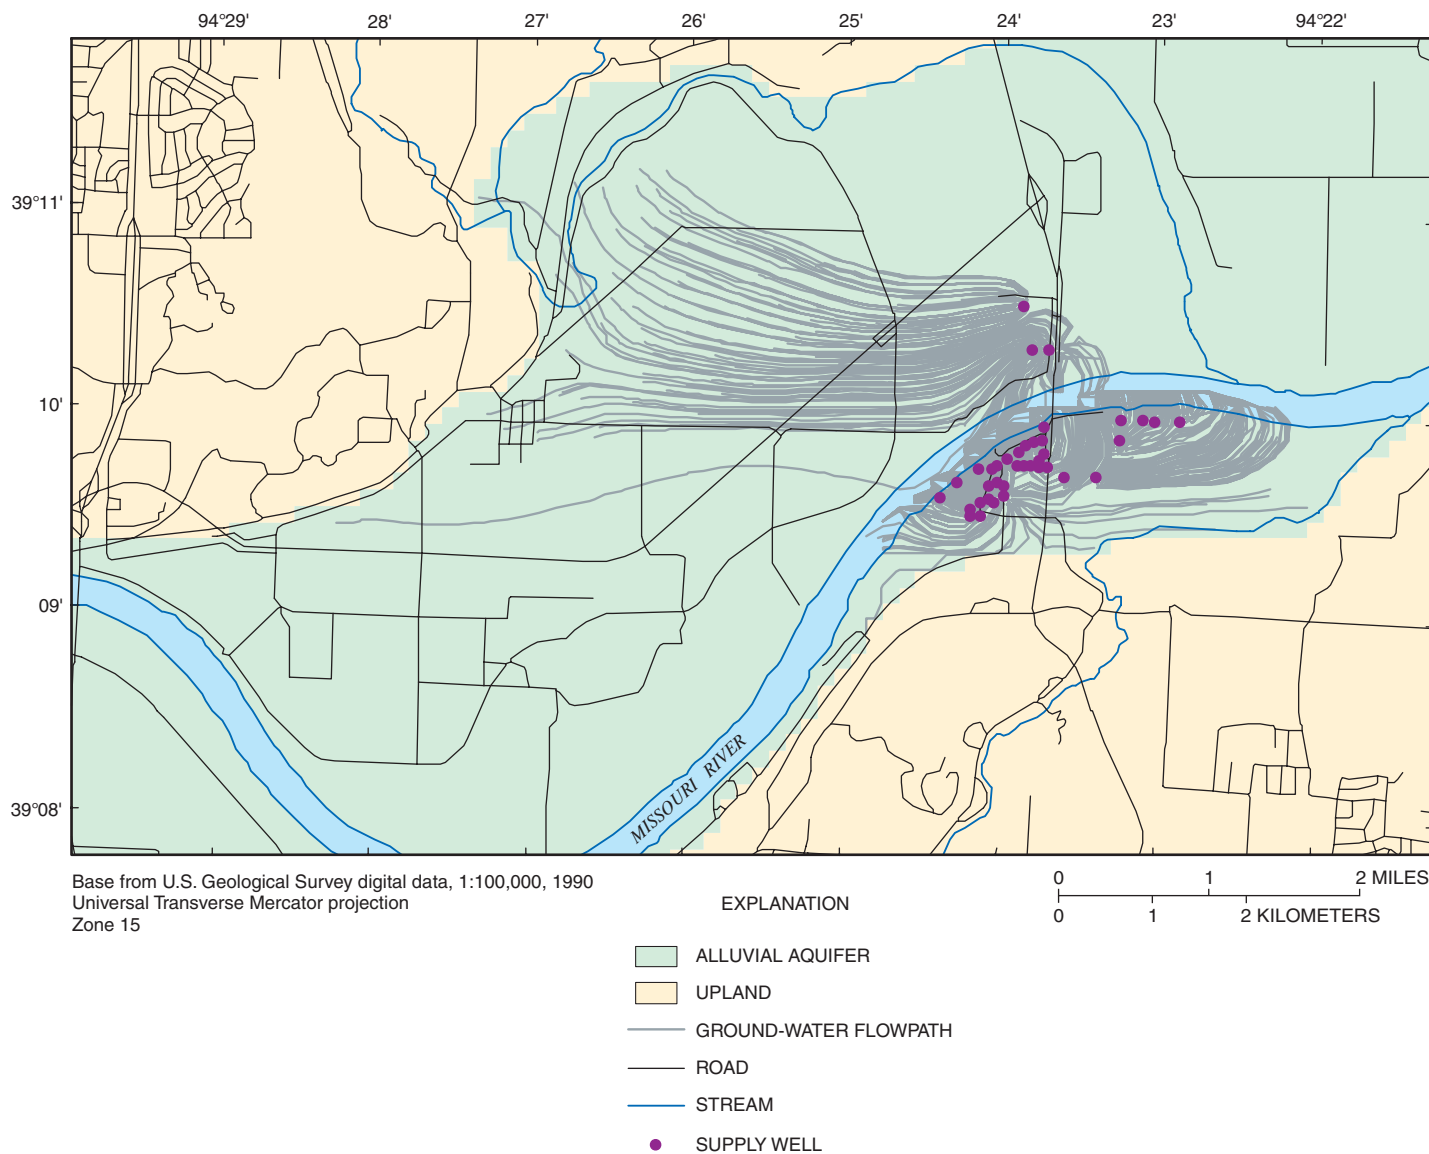 94°29' 28' 27' 26' 25' 24' 23' 94°22'
39°11'
10'
09'
39°08'
MISSOURI RIVER
Base from U.S. Geological Survey digital data, 1:100,000, 1990
Universal Transverse Mercator projection
Zone 15
EXPLANATION
0 1 2 MILES
0 1 2 KILOMETERS
ALLUVIAL AQUIFER
UPLAND
GROUND-WATER FLOWPATH
ROAD
STREAM
SUPPLY WELL